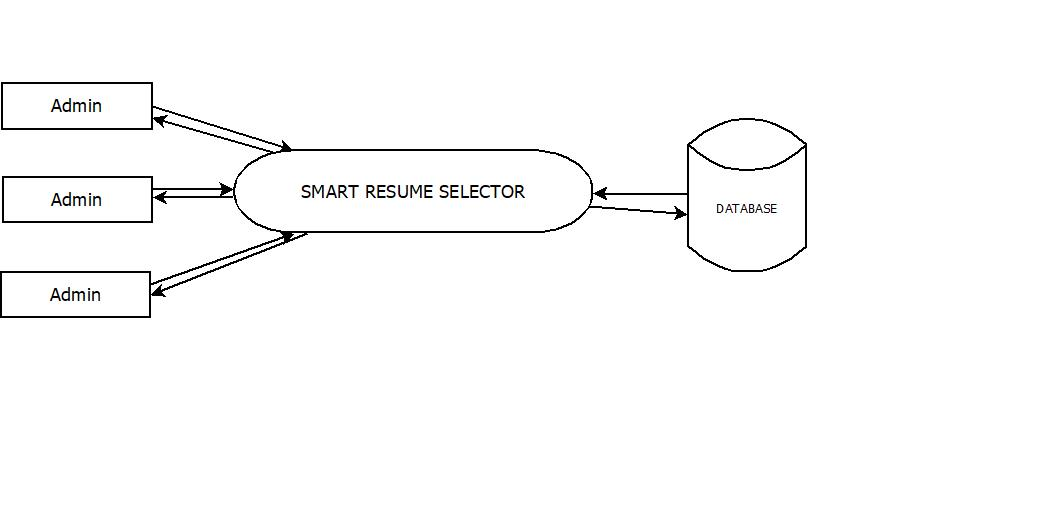 Admin
Admin
SMART RESUME SELECTOR
DATABASE
Admin